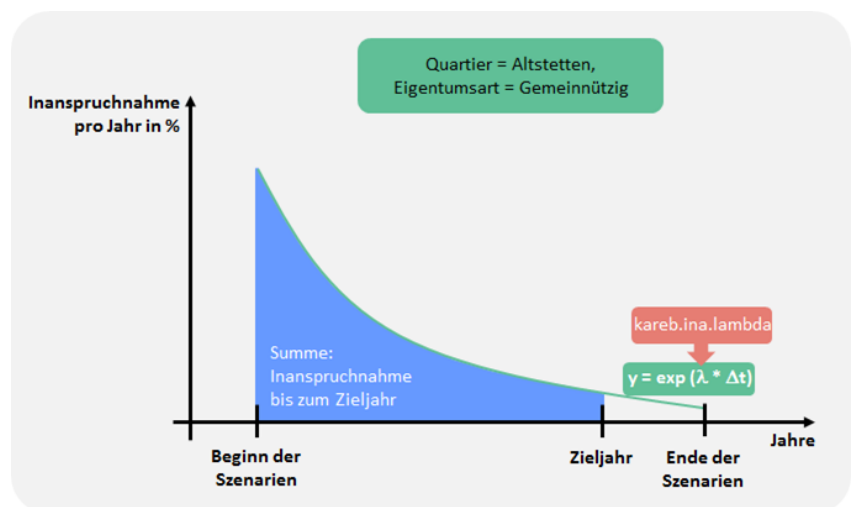 Quartier = Altstetten,
Eigentumsart = Gemeinnützig
Inanspruchnahme
pro Jahr in %
kareb.ina.lambda
y = exp (λ * Δt)
Summe:
Inanspruchnahme
bis zum Zieljahr
Jahre
Beginn der
Szenarien
Zieljahr
Ende der
Szenarien